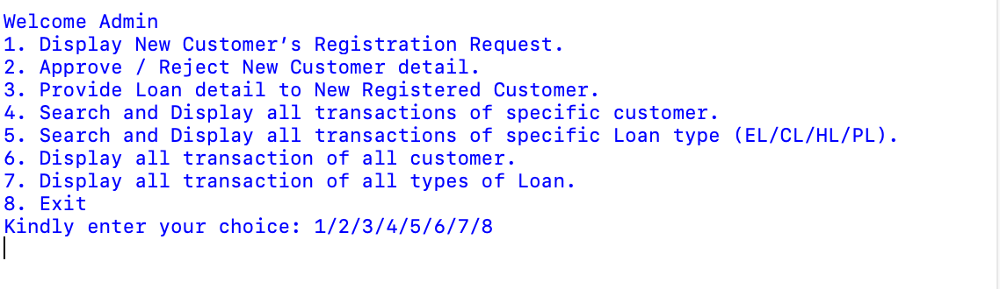 Welcome Admin
1. Display New Customer’s Registration Request.
2. Approve / Reject New Customer detail.
3. Provide Loan detail to New Registered Customer.
4. Search and Display all transactions of specific customer.
5. Search and Display all transactions of specific Loan type (EL/CL/HL/PL).
6. Display all transaction of all customer.
7. Display all transaction of all types of Loan.
8. Exit
Kindly enter your choice: 1/2/3/4/5/6/7/8